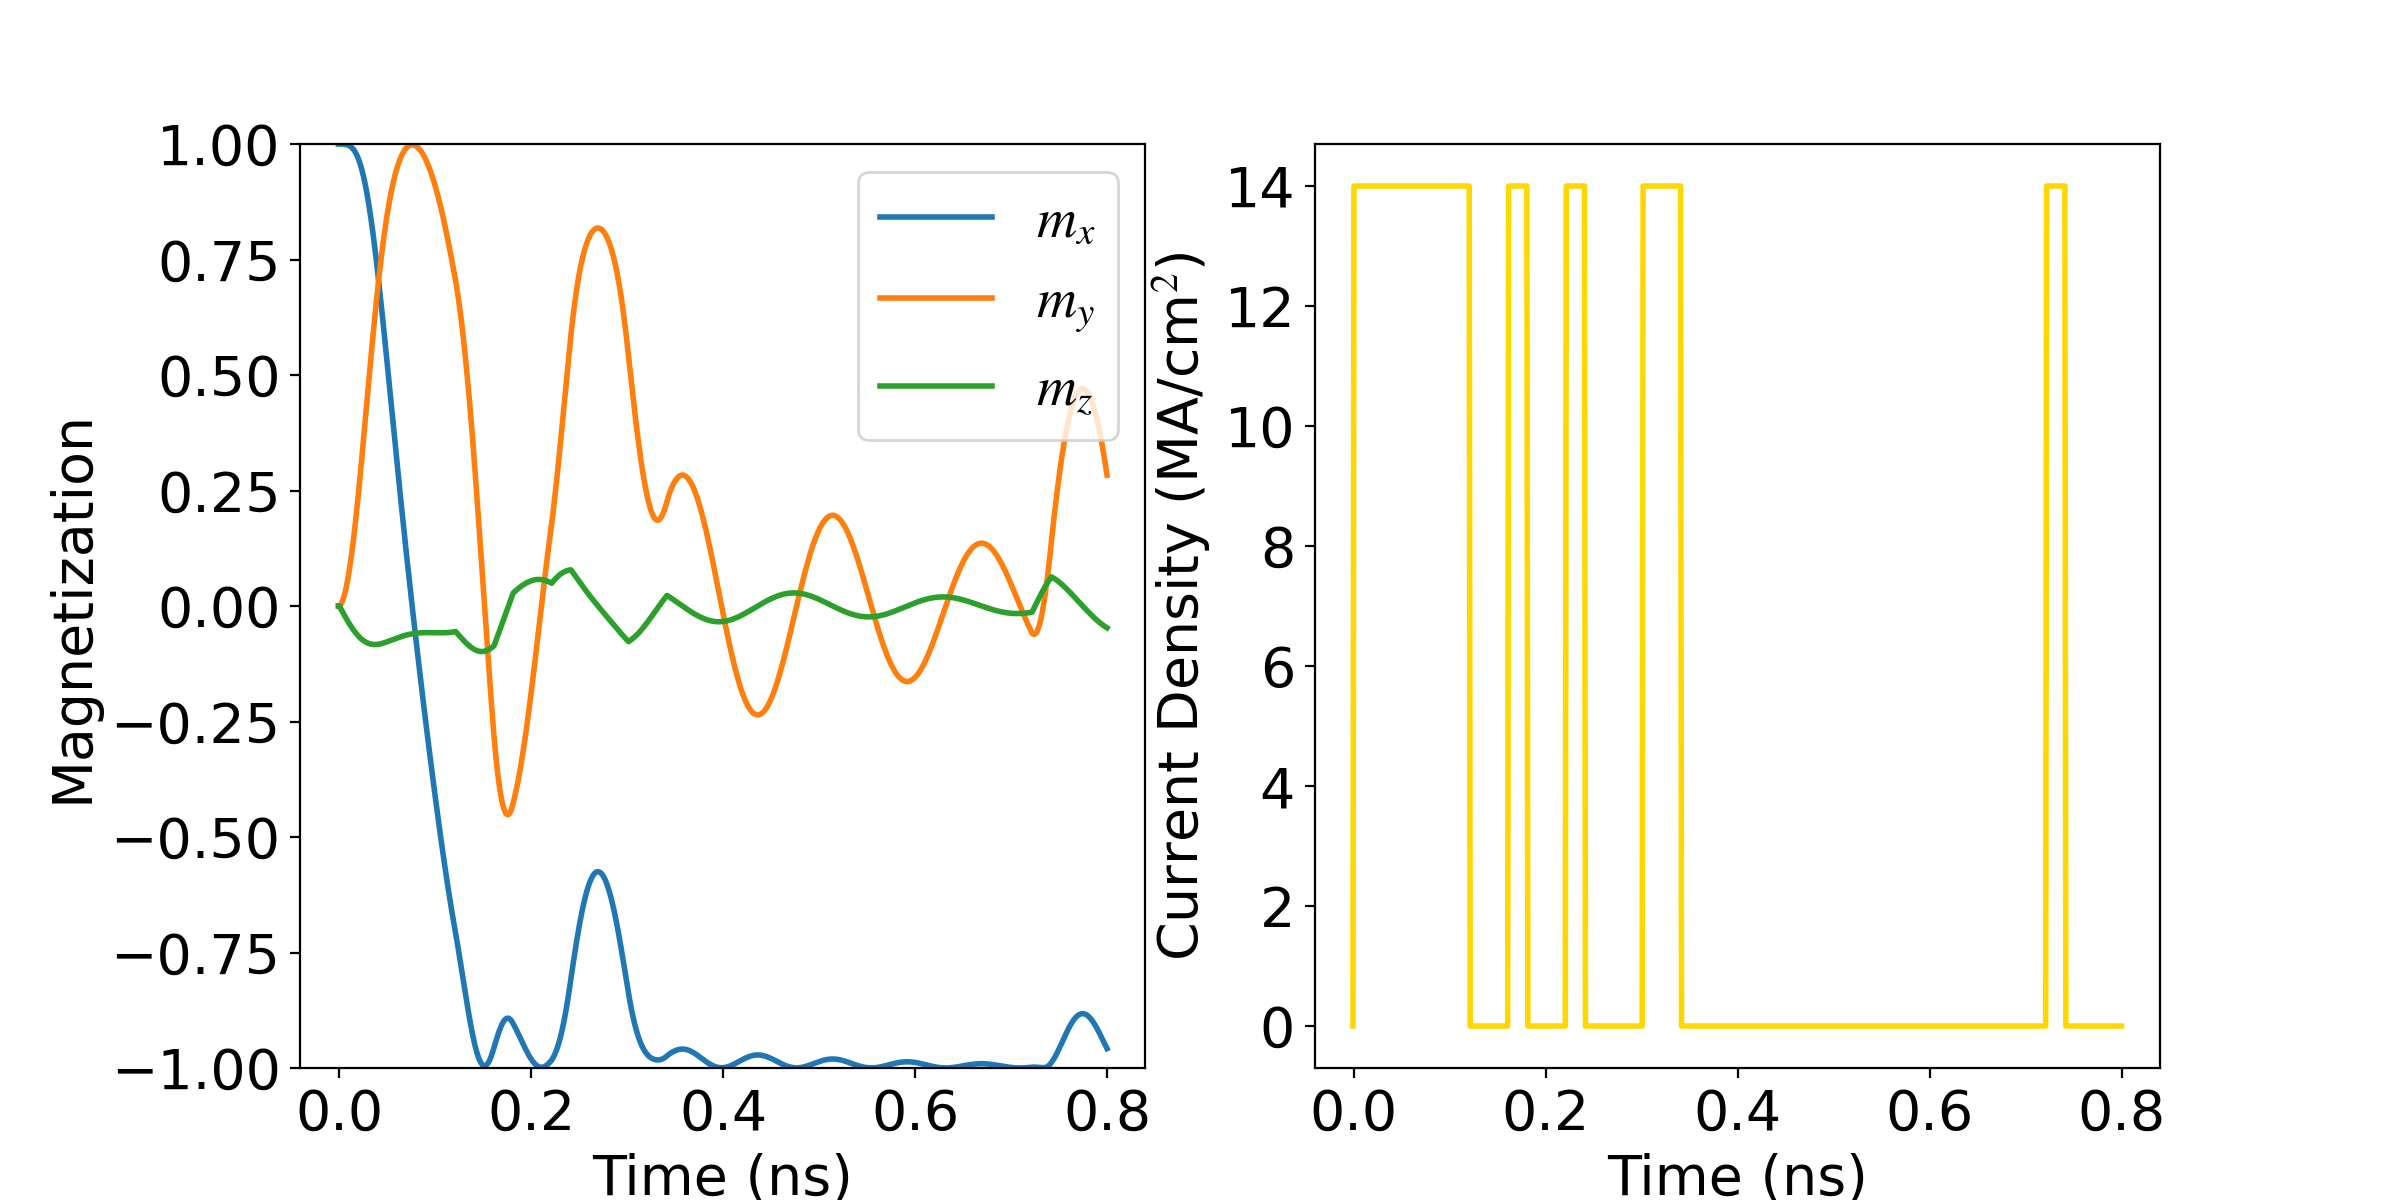 Magnetization
1.00
0.75
0.50
0.25
0.00
−0.25
−0.50
−0.75
−1.00
0.0 0.2 0.4 0.6 0.8
Time (ns)
m_x
m_y
m_z
Current Density (MA/cm²)
14
12
10
8
6
4
2
0
0.0 0.2 0.4 0.6 0.8
Time (ns)